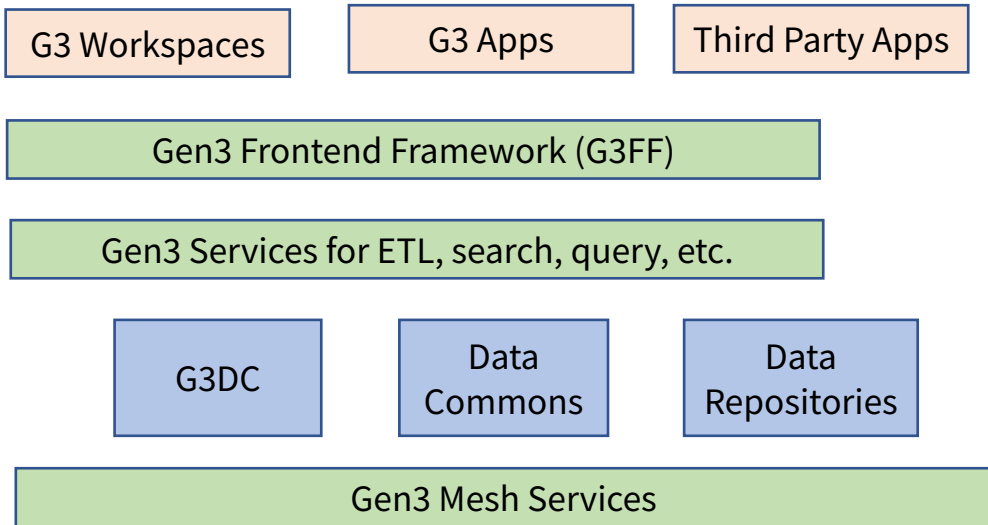 G3 Workspaces
G3 Apps
Third Party Apps
Gen3 Frontend Framework (G3FF)
Gen3 Services for ETL, search, query, etc.
G3DC
Data
Commons
Data
Repositories
Gen3 Mesh Services